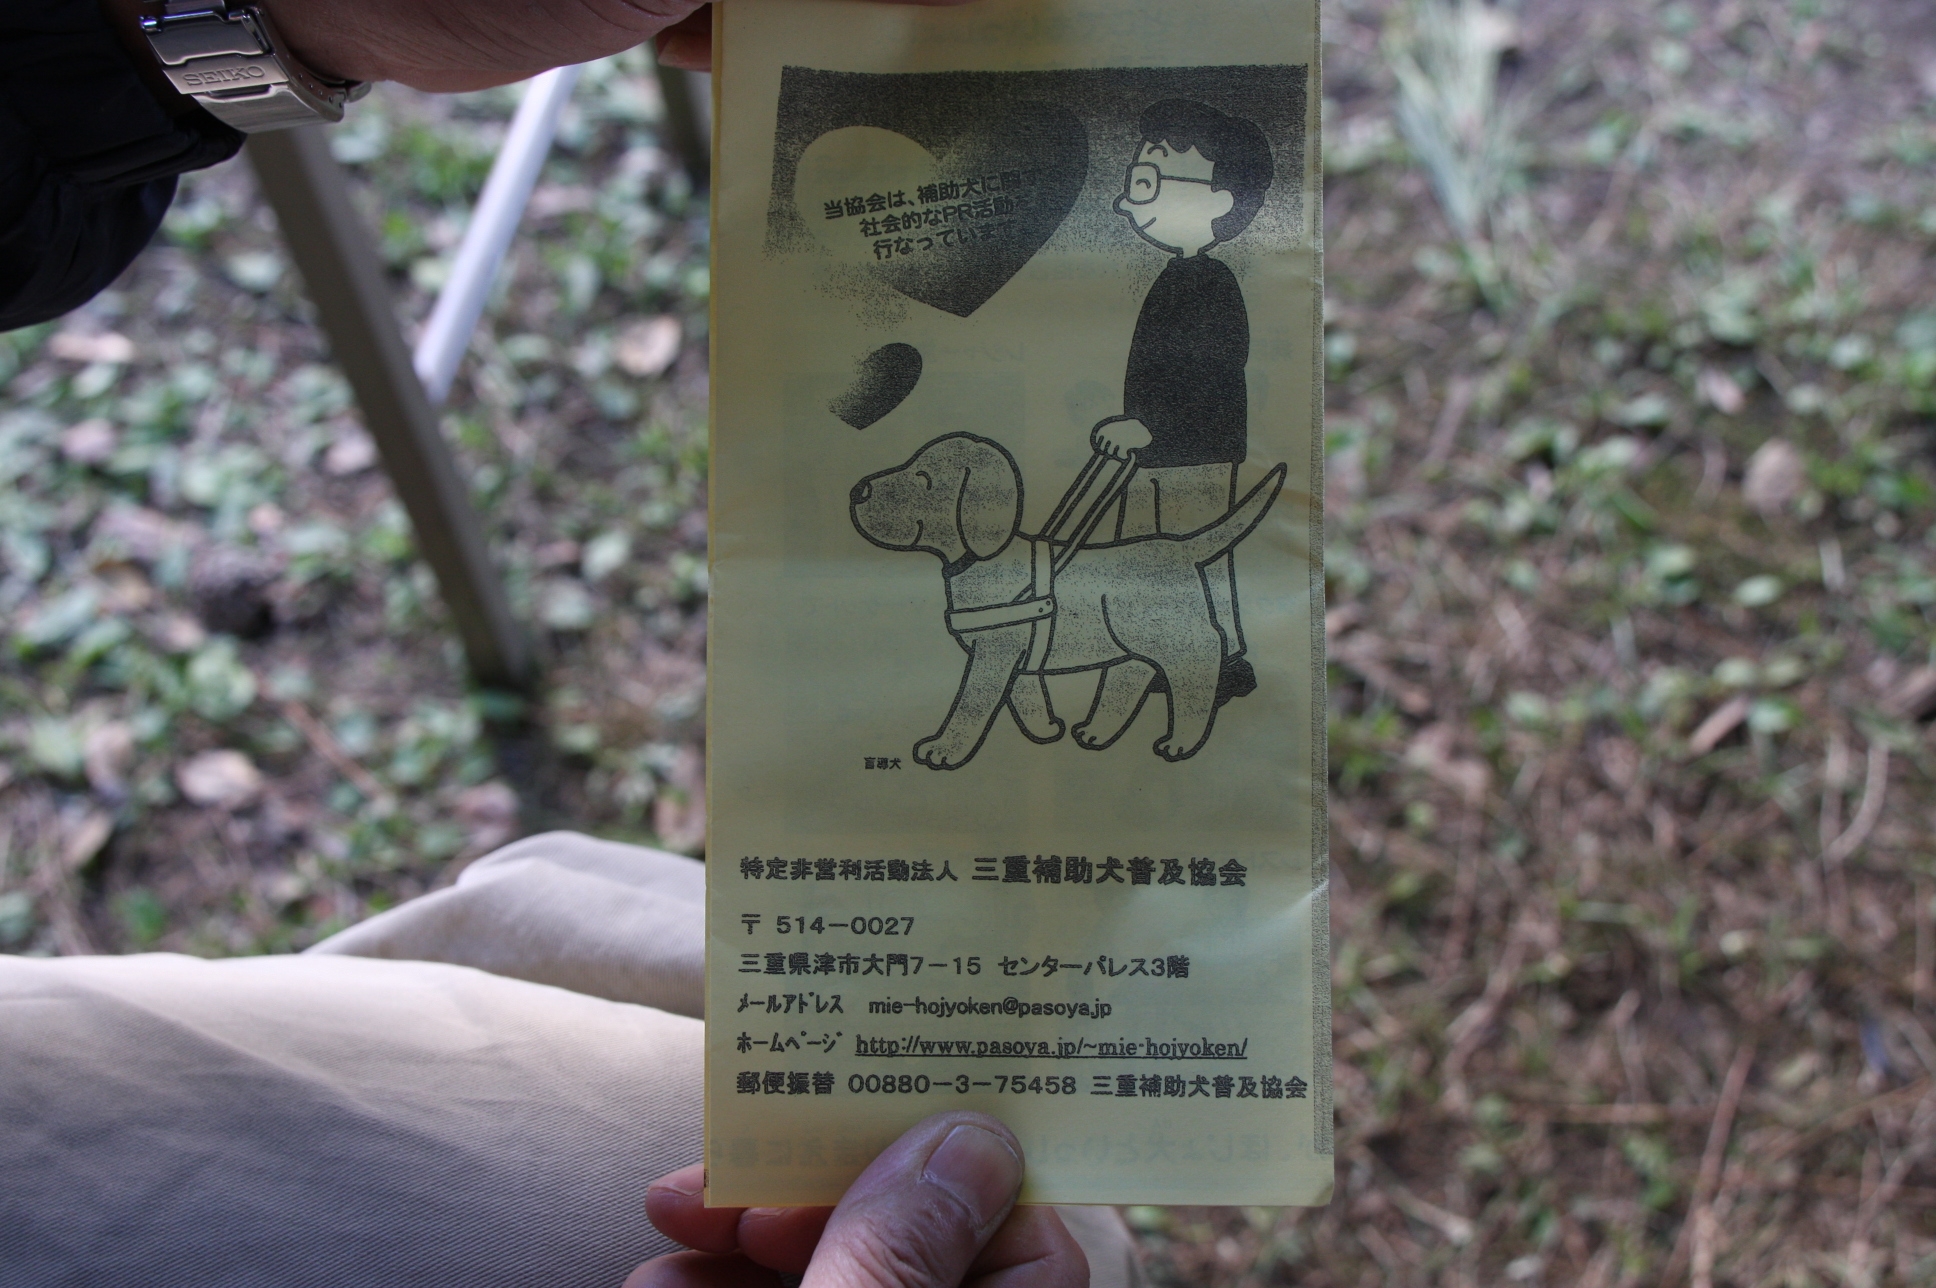 SEIKO
当協会は、補助犬に関
社会的なPR活動を
行なっています
盲導犬
特定非営利活動法人 三重補助犬普及協会
〒 514-0027
三重県津市大門7-15 センターパレス3階
メールアドレス mie-hojyoken@pasoya.jp
ホームページ http://www.pasoya.jp/~mie-hojyoken/
郵便振替 00880-3-75458 三重補助犬普及協会